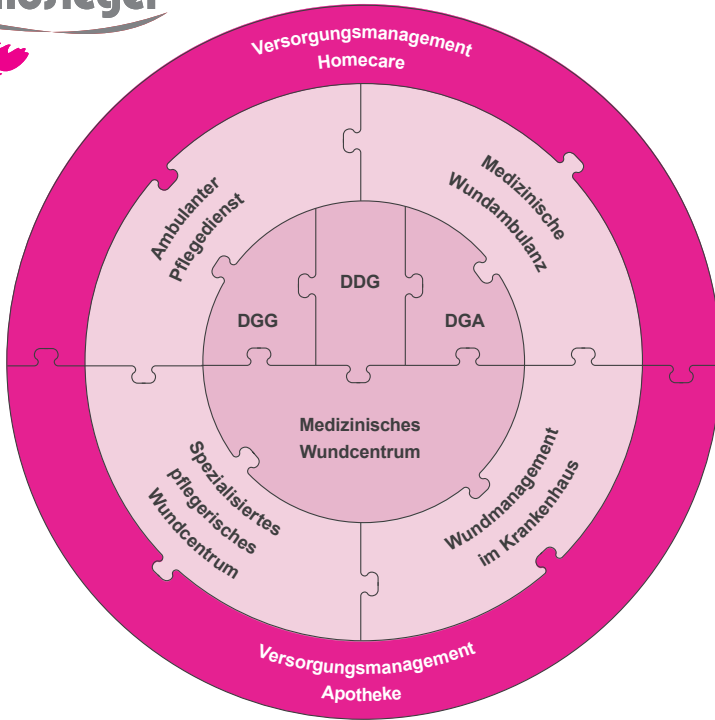 Versorgungsmanagement
Homecare
Ambulanter
Pflegedienst
Medizinische
Wundambulanz
DGG
DDG
DGA
Medizinisches
Wundcentrum
Spezialisiertes
pflegerisches
Wundcentrum
Wundmanagement
im Krankenhaus
Versorgungsmanagement
Apotheke